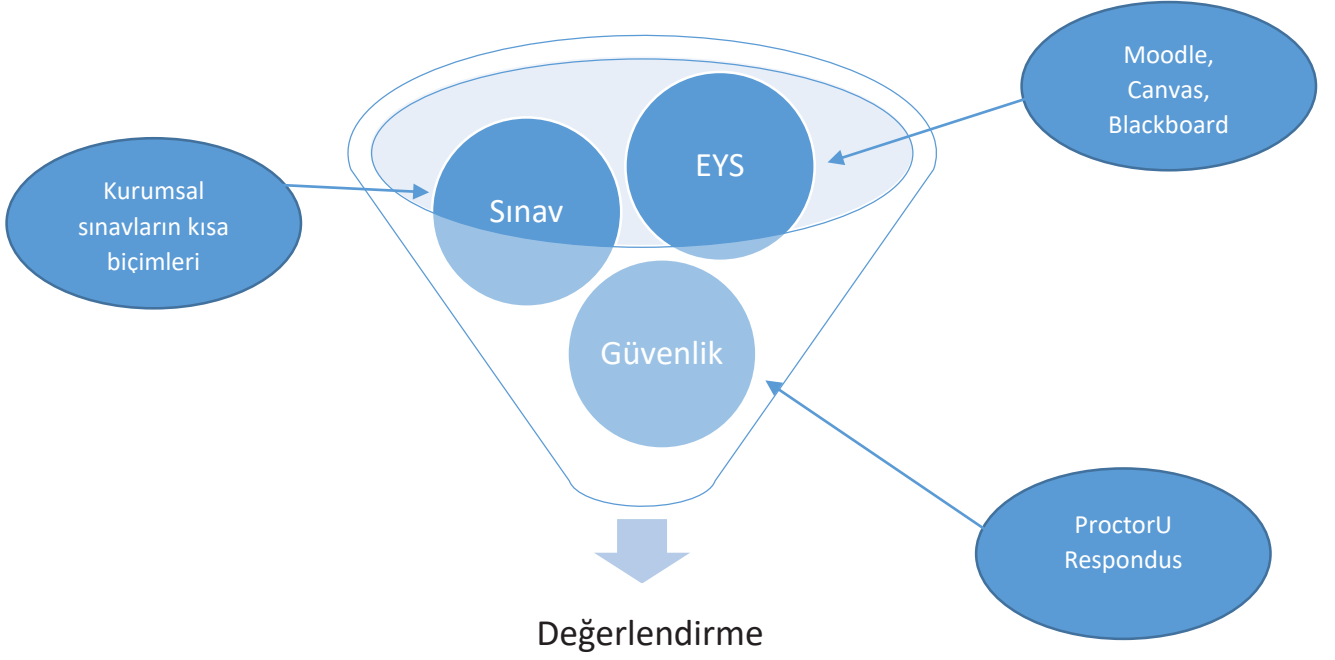 Moodle,
Canvas,
Blackboard
EYS
Kurumsal
sınavların kısa
biçimleri
Sınav
Güvenlik
ProctorU
Respondus
Değerlendirme